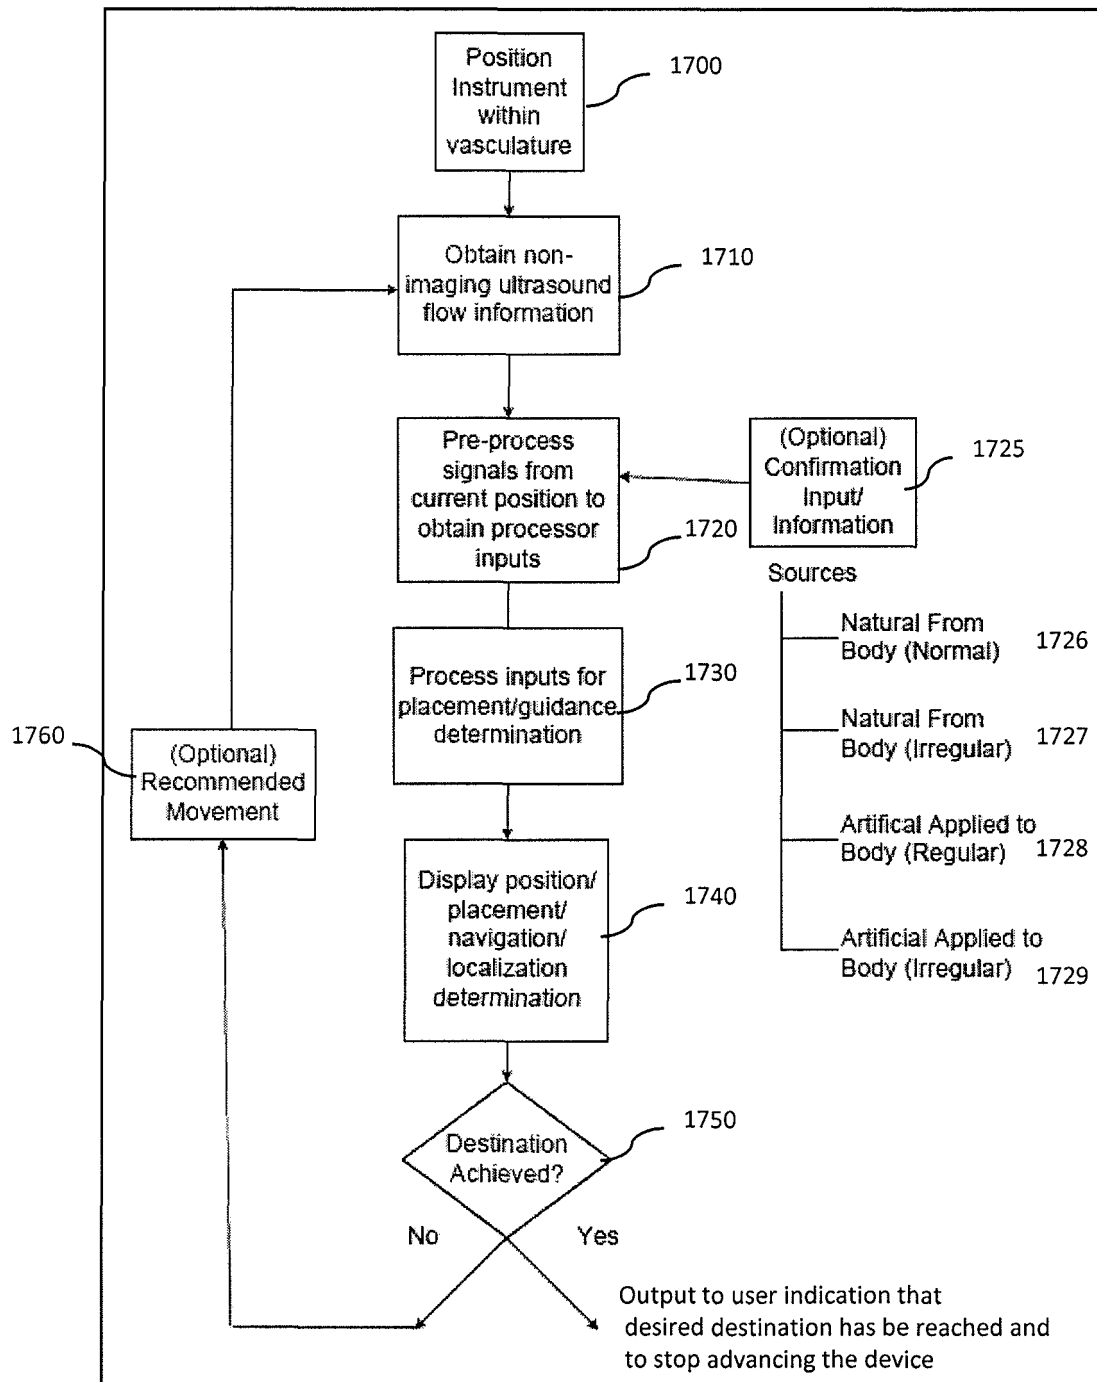 Position
Instrument
within
vasculature
1700
Obtain non-
imaging ultrasound
flow information
1710
Pre-process
signals from
current position to
obtain processor
inputs
1720
(Optional)
Confirmation
Input/
Information
1725
Sources
Natural From
Body (Normal)
1726
Natural From
Body (Irregular)
1727
Artifical Applied to
Body (Regular)
1728
Artificial Applied to
Body (Irregular)
1729
Process inputs for
placement/guidance
determination
1730
1760
(Optional)
Recommended
Movement
Display position/
placement/
navigation/
localization
determination
1740
Destination
Achieved?
1750
No
Yes
Output to user indication that
desired destination has be reached and
to stop advancing the device